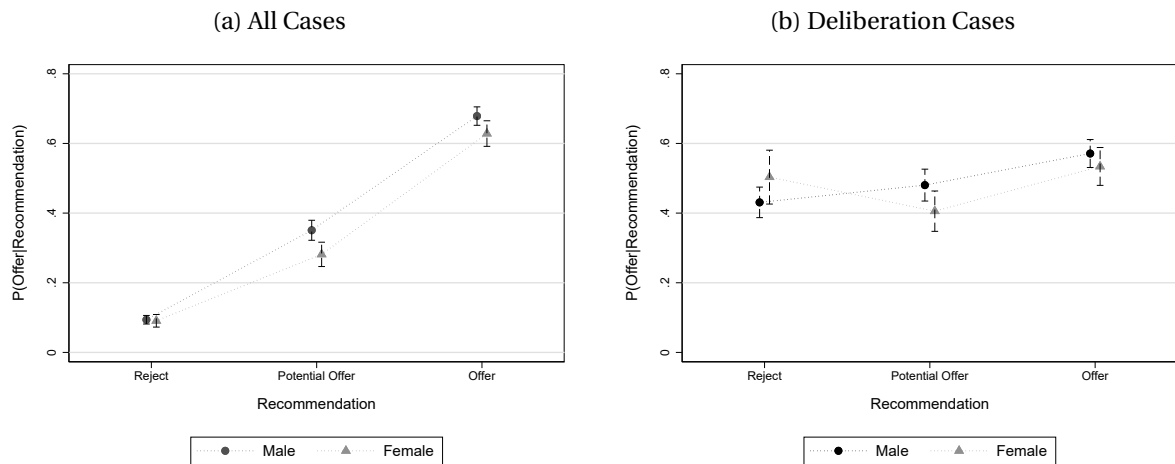 (a) All Cases
P(Offer|Recommendation)
.8
.6
.4
.2
0
Reject Potential Offer Offer
Recommendation
Male Female
(b) Deliberation Cases
P(Offer|Recommendation)
.8
.6
.4
.2
0
Reject Potential Offer Offer
Recommendation
Male Female